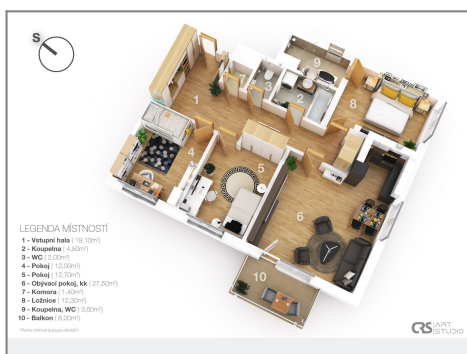 S
9
7
3
2
1
8
4
5
6
10
LEGENDA MÍSTNOSTÍ
1 - Vstupní hala ( 18,10m²)
2 - Koupelna ( 4,50m²)
3 - WC ( 2,00m²)
4 - Pokoj ( 12,00m²)
5 - Pokoj ( 12,70m²)
6 - Obývací pokoj, kk ( 27,50m²)
7 - Komora ( 1,40m²)
8 - Ložnice ( 12,30m²)
9 - Koupelna, WC ( 3,60m²)
10 - Balkon ( 6,00m²)
CRS ART
STUDIO